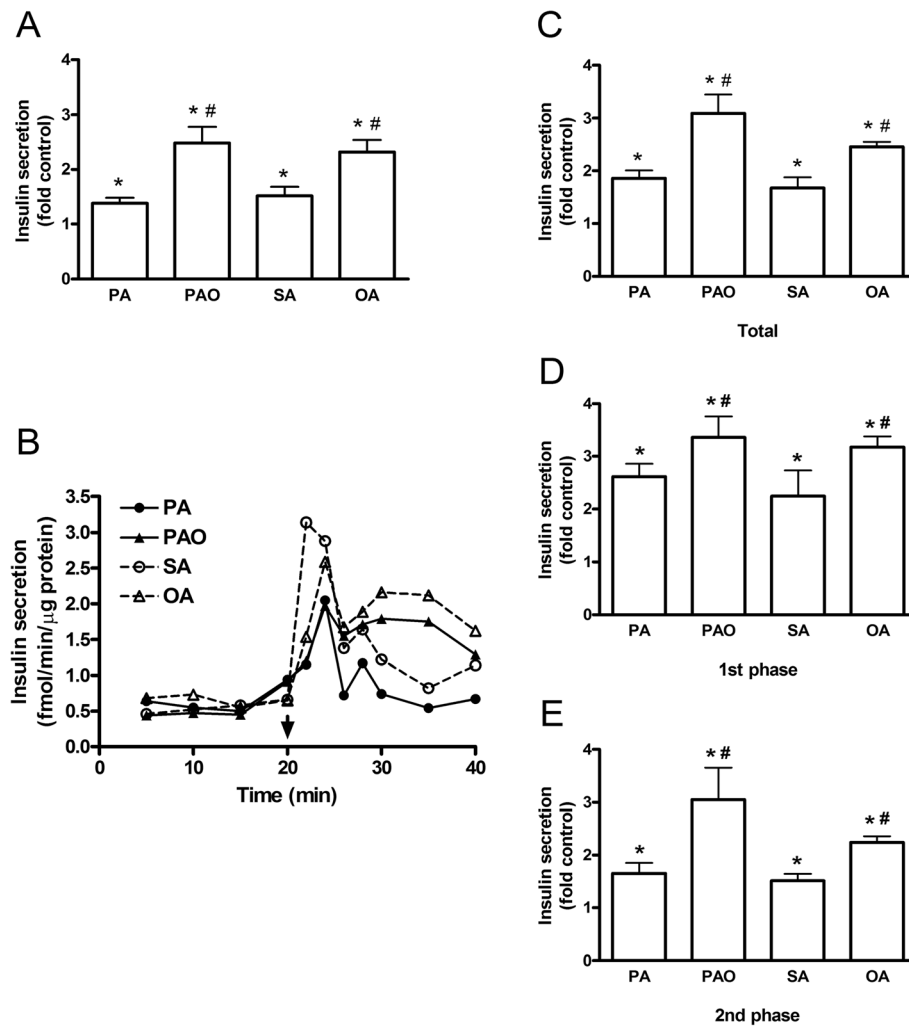 A
Insulin secretion
(fold control)
4
3
2
1
0
* * # * * #
PA PAO SA OA
B
Insulin secretion
(fmol/min/μg protein)
3.5
3.0
2.5
2.0
1.5
1.0
0.5
0.0
PA
PAO
SA
OA
0 10 20 30 40
Time (min)
C
Insulin secretion
(fold control)
4
3
2
1
0
* * # * * #
PA PAO SA OA
Total
D
Insulin secretion
(fold control)
4
3
2
1
0
* * # * * #
PA PAO SA OA
1st phase
E
Insulin secretion
(fold control)
4
3
2
1
0
* * # * * #
PA PAO SA OA
2nd phase